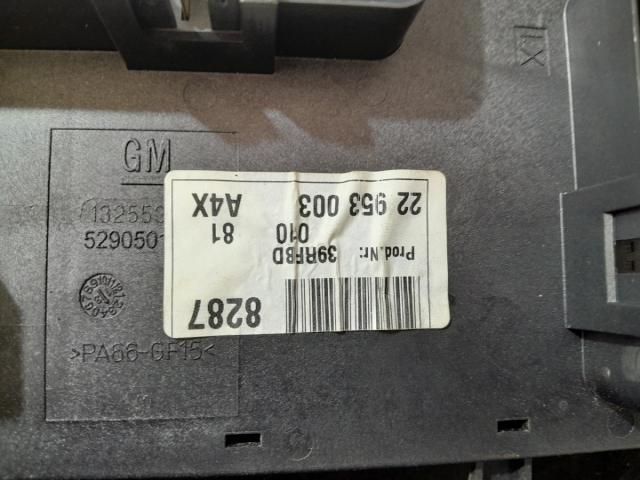 GM
22 953 003
A4X
81
010
Prod.Nr:
39RFBD
8287
>PA66-GF15<